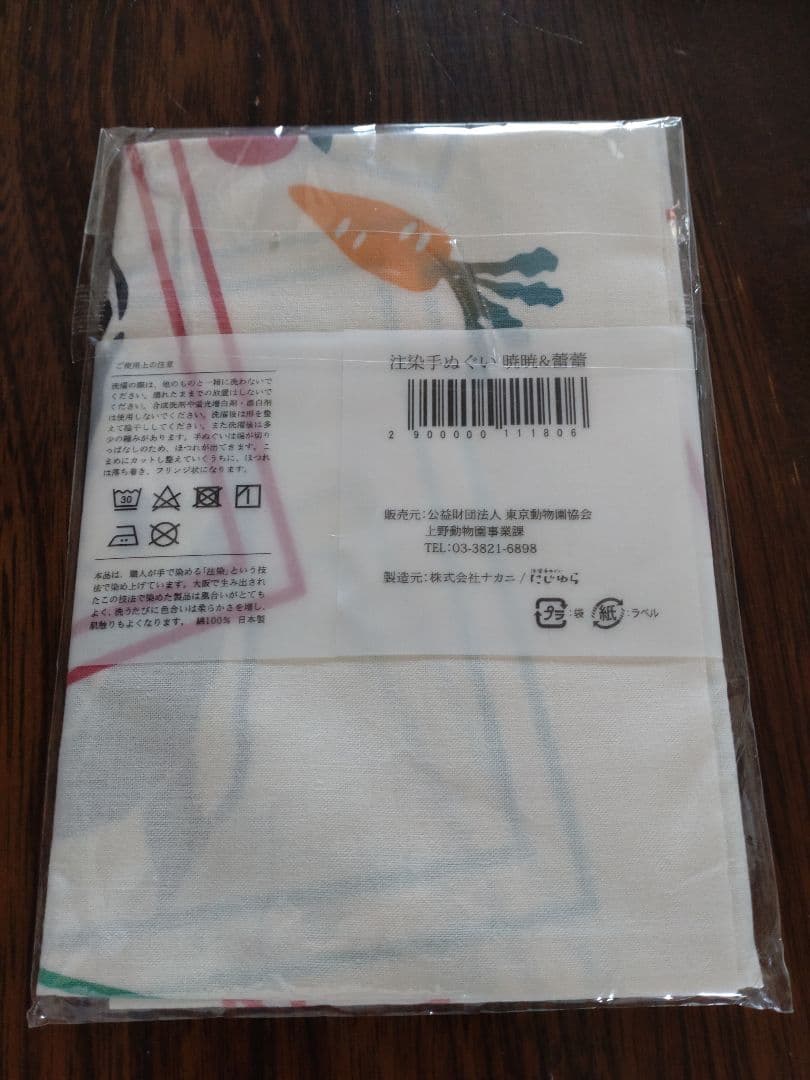 ご使用上の注意
洗濯の際は、他のものと一緒に洗わないで
ください。濡れたままでの放置はしないで
ください。合成洗剤や蛍光増白剤・漂白剤
は使用しないでください。洗濯後は形を整
えて陰干ししてください。また洗濯後は多
少の縮みがあります。手ぬぐいは端が切り
っぱなしのため、ほつれが出てきます。こ
まめにカットし整えていくうちに、ほつれ
は落ち着き、フリンジ状になります。
30
本品は、職人が手で染める「注染」という技
法で染め上げています。大阪で生み出され
たこの技法で染めた製品は風合いがとても
よく、洗うたびに色合いは柔らかさを増し、
肌触りもよくなります。 綿100% 日本製
注染手ぬぐい 暁暁&蕾蕾
2 900000 111806
販売元:公益財団法人 東京動物園協会
上野動物園事業課
TEL:03-3821-6898
製造元:株式会社ナカニ / にじゆら
プラ:袋 紙:ラベル